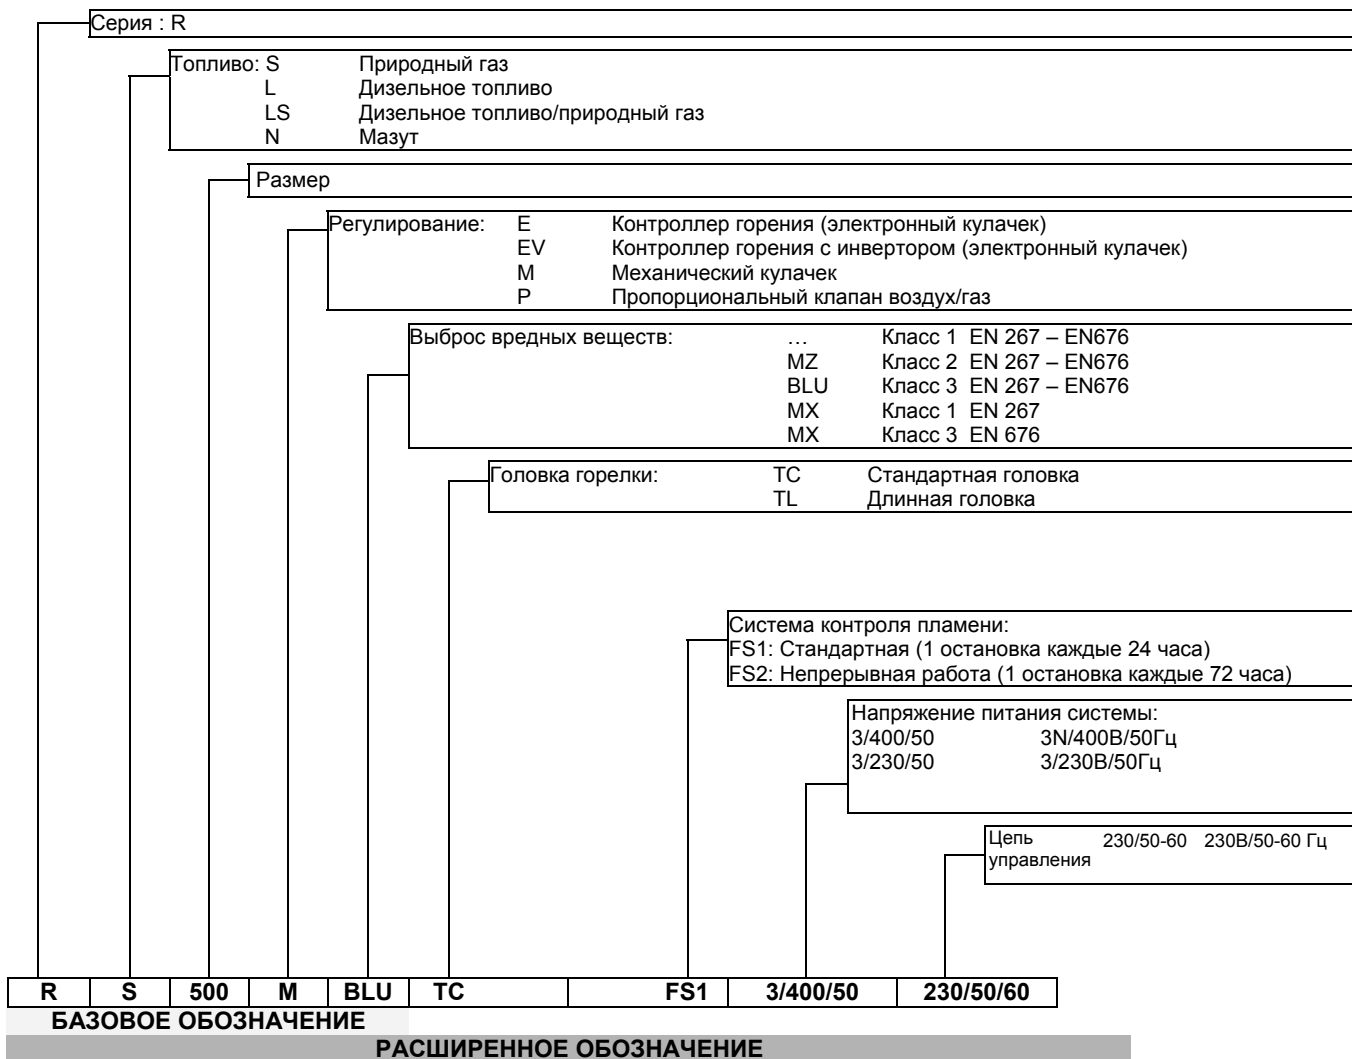 Серия : R
Топливо: S Природный газ
L Дизельное топливо
LS Дизельное топливо/природный газ
N Мазут
Размер
Регулирование: E Контроллер горения (электронный кулачек)
EV Контроллер горения с инвертором (электронный кулачек)
M Механический кулачек
P Пропорциональный клапан воздух/газ
Выброс вредных веществ: … Класс 1 EN 267 – EN676
MZ Класс 2 EN 267 – EN676
BLU Класс 3 EN 267 – EN676
MX Класс 1 EN 267
MX Класс 3 EN 676
Головка горелки: TC Стандартная головка
TL Длинная головка
Система контроля пламени:
FS1: Стандартная (1 остановка каждые 24 часа)
FS2: Непрерывная работа (1 остановка каждые 72 часа)
Напряжение питания системы:
3/400/50 3N/400В/50Гц
3/230/50 3/230В/50Гц
Цепь 230/50-60 230В/50-60 Гц
управления
R S 500 M BLU TC FS1 3/400/50 230/50/60
БАЗОВОЕ ОБОЗНАЧЕНИЕ
РАСШИРЕННОЕ ОБОЗНАЧЕНИЕ